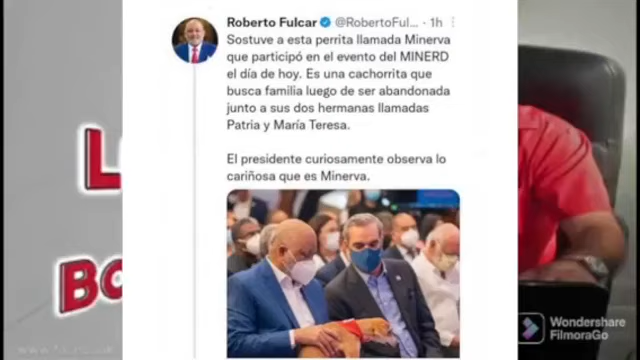 Roberto Fulcar @RobertoFul... · 1h
Sostuve a esta perrita llamada Minerva
que participó en el evento del MINERD
el día de hoy. Es una cachorrita que
busca familia luego de ser abandonada
junto a sus dos hermanas llamadas
Patria y María Teresa.
El presidente curiosamente observa lo
cariñosa que es Minerva.
Wondershare
FilmoraGo